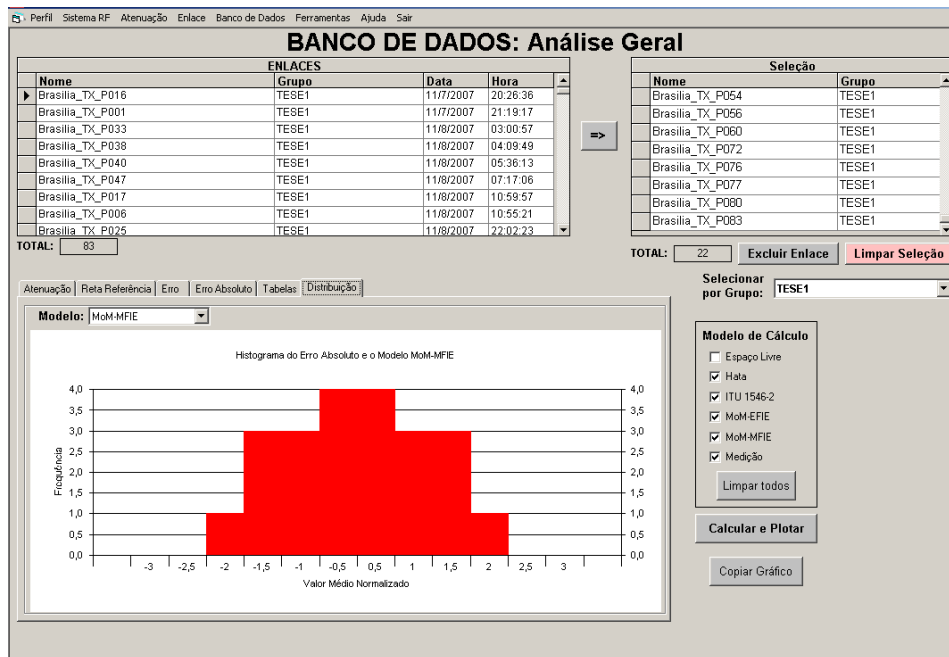 Perfil Sistema RF Atenuação Enlace Banco de Dados Ferramentas Ajuda Sair
BANCO DE DADOS: Análise Geral
ENLACES
Nome Grupo Data Hora
Brasilia_TX_P016 TESE1 11/7/2007 20:26:36
Brasilia_TX_P001 TESE1 11/7/2007 21:19:17
Brasilia_TX_P033 TESE1 11/8/2007 03:00:57
Brasilia_TX_P038 TESE1 11/8/2007 04:09:49
Brasilia_TX_P040 TESE1 11/8/2007 05:36:13
Brasilia_TX_P047 TESE1 11/8/2007 07:17:06
Brasilia_TX_P017 TESE1 11/8/2007 10:59:57
Brasilia_TX_P006 TESE1 11/8/2007 10:55:21
Brasilia_TX_P025 TESE1 11/8/2007 22:02:23
TOTAL: 83
=>
Seleção
Nome Grupo
Brasilia_TX_P054 TESE1
Brasilia_TX_P056 TESE1
Brasilia_TX_P060 TESE1
Brasilia_TX_P072 TESE1
Brasilia_TX_P076 TESE1
Brasilia_TX_P077 TESE1
Brasilia_TX_P080 TESE1
Brasilia_TX_P083 TESE1
TOTAL: 22 Excluir Enlace Limpar Seleção
Selecionar
por Grupo: TESE1
Atenuação Reta Referência Erro Erro Absoluto Tabelas Distribuição
Modelo: MoM-MFIE
Histograma do Erro Absoluto e o Modelo MoM-MFIE
Frequência
4,0 4,0
3,5 3,5
3,0 3,0
2,5 2,5
2,0 2,0
1,5 1,5
1,0 1,0
0,5 0,5
0,0 0,0
-3 -2,5 -2 -1,5 -1 -0,5 0,5 1 1,5 2 2,5 3
Valor Médio Normalizado
Modelo de Cálculo
Espaço Livre
Hata
ITU 1546-2
MoM-EFIE
MoM-MFIE
Medição
Limpar todos
Calcular e Plotar
Copiar Gráfico